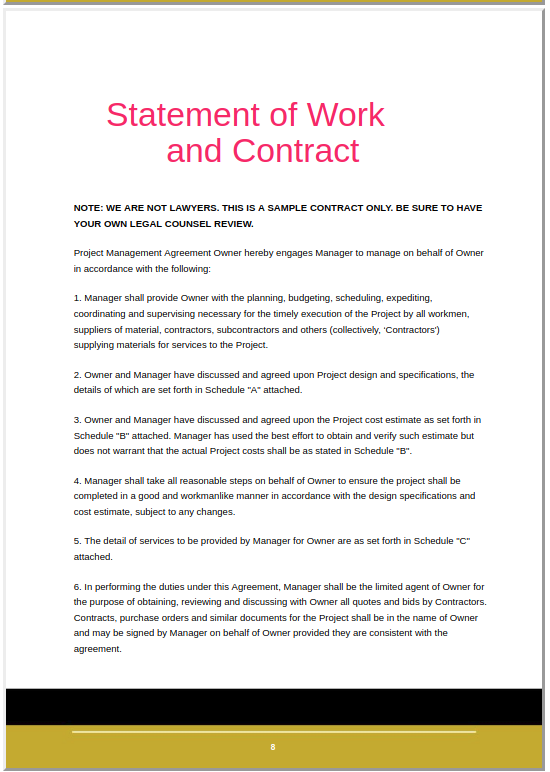 Statement of Work
and Contract
NOTE: WE ARE NOT LAWYERS. THIS IS A SAMPLE CONTRACT ONLY. BE SURE TO HAVE
YOUR OWN LEGAL COUNSEL REVIEW.
Project Management Agreement Owner hereby engages Manager to manage on behalf of Owner
in accordance with the following:
1. Manager shall provide Owner with the planning, budgeting, scheduling, expediting,
coordinating and supervising necessary for the timely execution of the Project by all workmen,
suppliers of material, contractors, subcontractors and others (collectively, 'Contractors')
supplying materials for services to the Project.
2. Owner and Manager have discussed and agreed upon Project design and specifications, the
details of which are set forth in Schedule "A" attached.
3. Owner and Manager have discussed and agreed upon the Project cost estimate as set forth in
Schedule "B" attached. Manager has used the best effort to obtain and verify such estimate but
does not warrant that the actual Project costs shall be as stated in Schedule "B".
4. Manager shall take all reasonable steps on behalf of Owner to ensure the project shall be
completed in a good and workmanlike manner in accordance with the design specifications and
cost estimate, subject to any changes.
5. The detail of services to be provided by Manager for Owner are as set forth in Schedule "C"
attached.
6. In performing the duties under this Agreement, Manager shall be the limited agent of Owner for
the purpose of obtaining, reviewing and discussing with Owner all quotes and bids by Contractors.
Contracts, purchase orders and similar documents for the Project shall be in the name of Owner
and may be signed by Manager on behalf of Owner provided they are consistent with the
agreement.
8